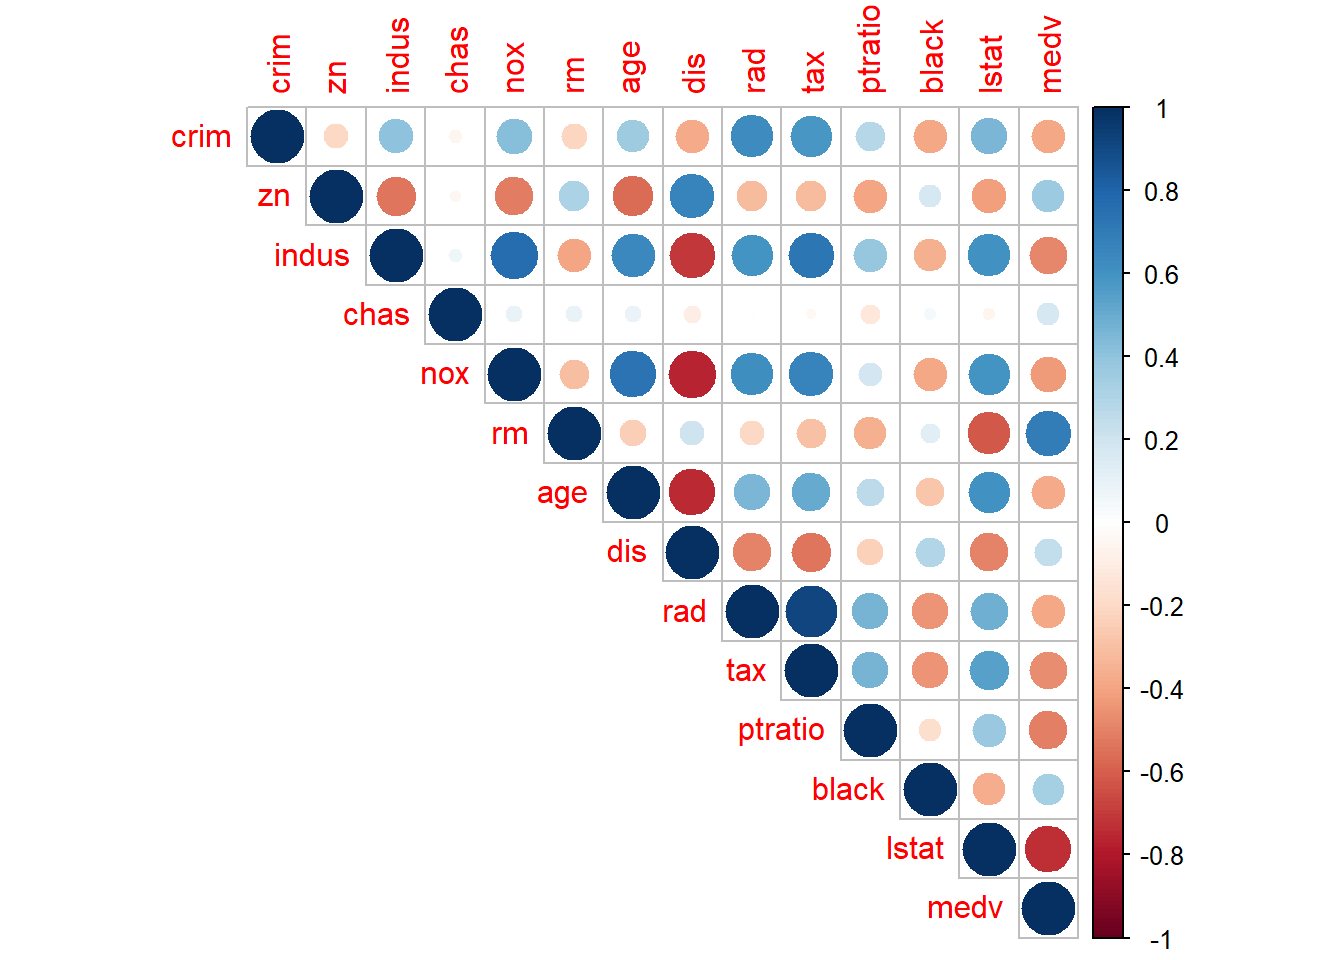 crim zn indus chas nox rm age dis rad tax ptratio black lstat medv
crim
zn
indus
chas
nox
rm
age
dis
rad
tax
ptratio
black
lstat
medv
1
0.8
0.6
0.4
0.2
0
-0.2
-0.4
-0.6
-0.8
-1